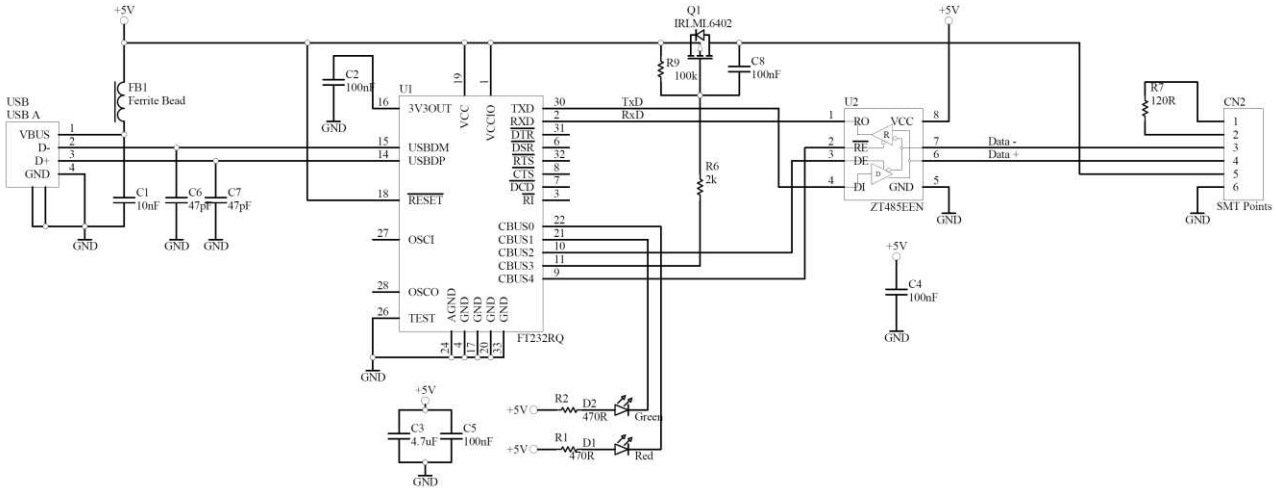 +5V
Q1
IRLML6402
+5V
FB1
Ferrite Bead
USB
USB A
VBUS 1
D- 2
D+ 3
GND 4
C1
10nF
C6
47pF
C7
47pF
GND
GND
GND
C2
100nF
GND
U1
16 3V3OUT
15 USBDM
14 USBDP
18 RESET
27 OSCI
28 OSCO
26 TEST
19 VCC
1 VCCIO
TXD 30
RXD 2
DTR 31
DSR 6
RTS 32
CTS 8
DCD 7
RI 3
CBUS0 22
CBUS1 21
CBUS2 10
CBUS3 11
CBUS4 9
AGND 24
GND 4
GND 17
GND 20
GND 33
FT232RQ
GND
TxD
RxD
R9
100k
C8
100nF
R6
2k
U2
1 RO
2 RE
3 DE
4 DI
VCC 8
7
6
GND 5
R
D
ZT485EEN
GND
Data -
Data +
R7
120R
CN2
1
2
3
4
5
6
SMT Points
GND
+5V
C4
100nF
GND
+5V
C3
4.7uF
C5
100nF
GND
+5V
R2
470R
D2
Green
+5V
R1
470R
D1
Red